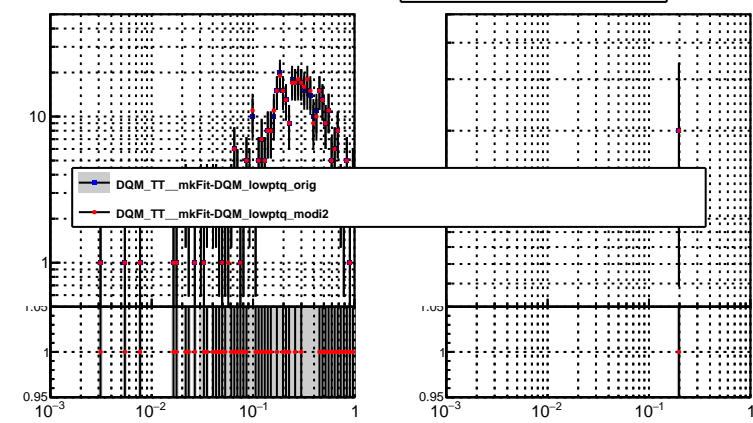 10
DQM_TT__mkFit-DQM_lowptq_orig
DQM_TT__mkFit-DQM_lowptq_modi2
1
1.05 1.05
1 1
0.95 0.95
10−3 10−2 10−1 1 10−3 10−2 10−1 1